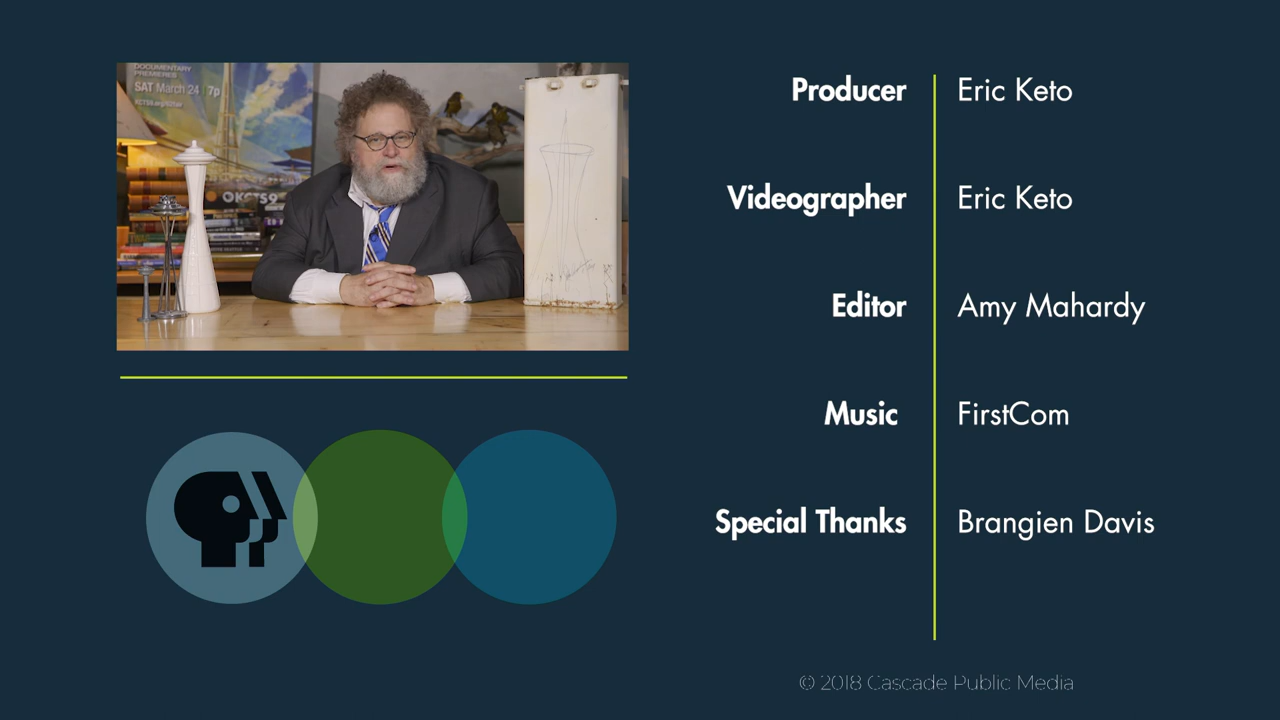 DOCUMENTARY
PREMIERES
SAT March 24 | 7p
KCTS9
Producer Eric Keto
Videographer Eric Keto
Editor Amy Mahardy
Music FirstCom
Special Thanks Brangien Davis
© 2018 Cascade Public Media